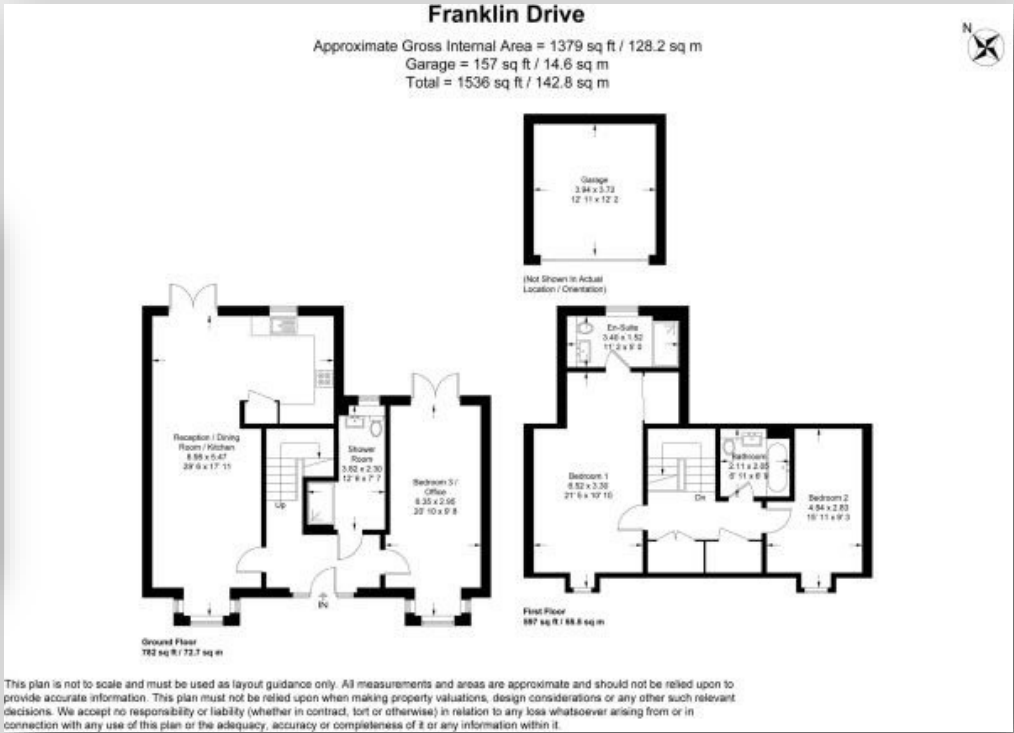 Franklin Drive
Approximate Gross Internal Area = 1379 sq ft / 128.2 sq m
Garage = 157 sq ft / 14.6 sq m
Total = 1536 sq ft / 142.8 sq m
N
Garage
3.94 x 3.73
12' 11 x 12' 2
(Not Shown In Actual
Location / Orientation)
En-Suite
3.40 x 1.52
11' 2 x 5' 0
Reception / Dining
Room / Kitchen
8.98 x 5.47
29' 6 x 17' 11
Shower
Room
3.82 x 2.30
12' 6 x 7' 7
Up
Bedroom 3 /
Office
6.35 x 2.95
20' 10 x 9' 8
IN
Bedroom 1
6.52 x 3.30
21' 5 x 10' 10
Bathroom
2.11 x 2.05
6' 11 x 6' 9
Dn
Bedroom 2
4.84 x 2.83
15' 11 x 9' 3
Ground Floor
782 sq ft / 72.7 sq m
First Floor
597 sq ft / 55.5 sq m
This plan is not to scale and must be used as layout guidance only. All measurements and areas are approximate and should not be relied upon to
provide accurate information. This plan must not be relied upon when making property valuations, design considerations or any other such relevant
decisions. We accept no responsibility or liability (whether in contract, tort or otherwise) in relation to any loss whatsoever arising from or in
connection with any use of this plan or the adequacy, accuracy or completeness of it or any information within it.